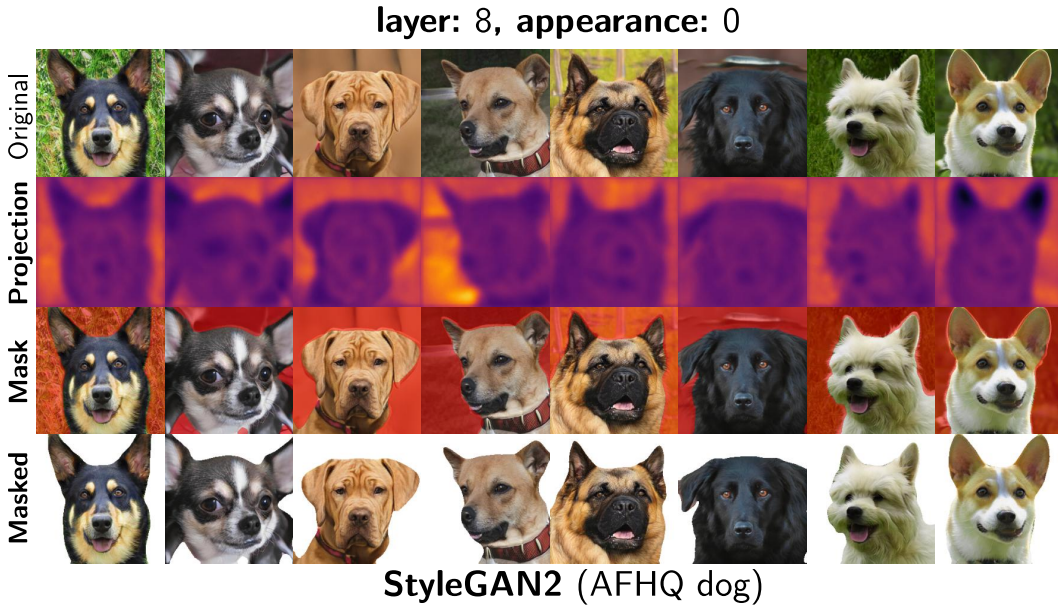 layer: 8, appearance: 0
Original
Projection
Mask
Masked
StyleGAN2 (AFHQ dog)